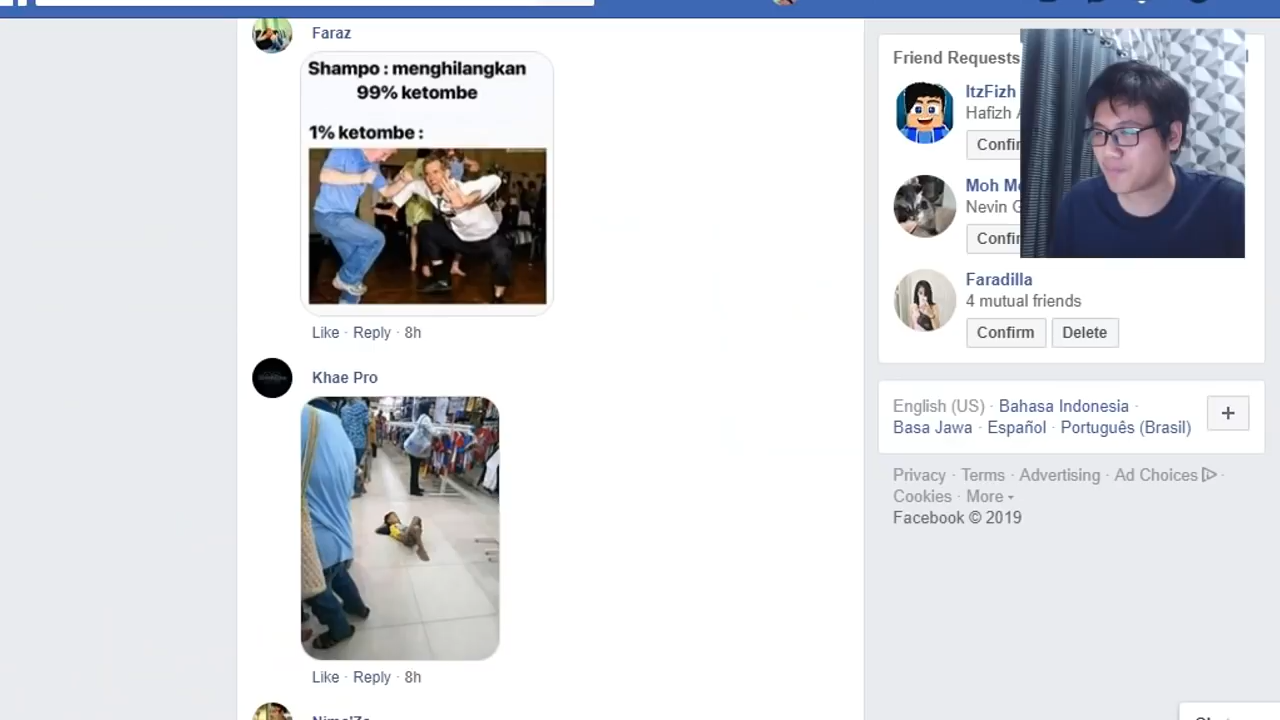 Faraz
Shampo : menghilangkan
99% ketombe
1% ketombe :
Like · Reply · 8h
Khae Pro
Like · Reply · 8h
Friend Requests
ItzFizh
Hafizh
Confir
Moh
Nevin
Confir
Faradilla
4 mutual friends
Confirm Delete
English (US) · Bahasa Indonesia ·
Basa Jawa · Español · Português (Brasil)
Privacy · Terms · Advertising · Ad Choices ·
Cookies · More
Facebook © 2019